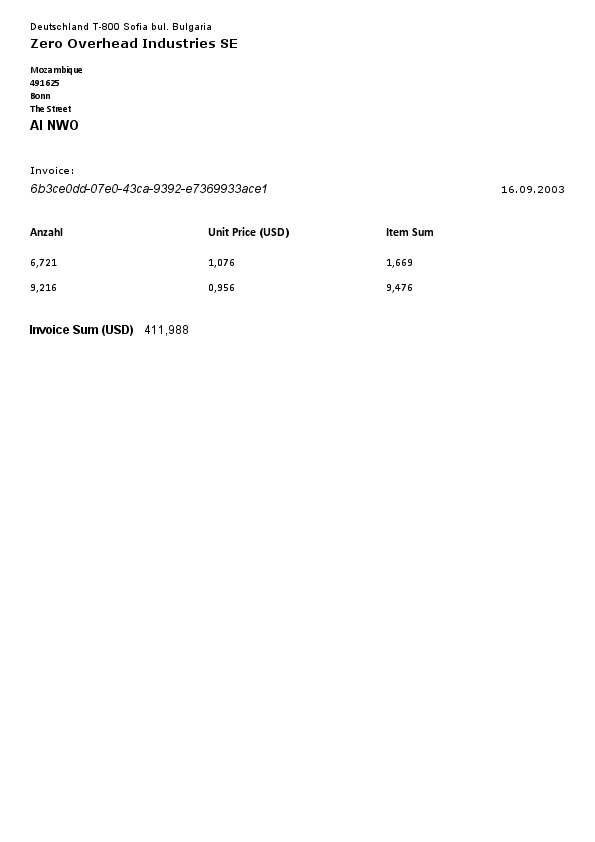 Deutschland T-800 Sofia bul. Bulgaria
Zero Overhead Industries SE
Mozambique
491625
Bonn
The Street
AI NWO
Invoice:
6b3ce0dd-07e0-43ca-9392-e7369933ace1 16.09.2003
Anzahl Unit Price (USD) Item Sum
6,721 1,076 1,669
9,216 0,956 9,476
Invoice Sum (USD) 411,988